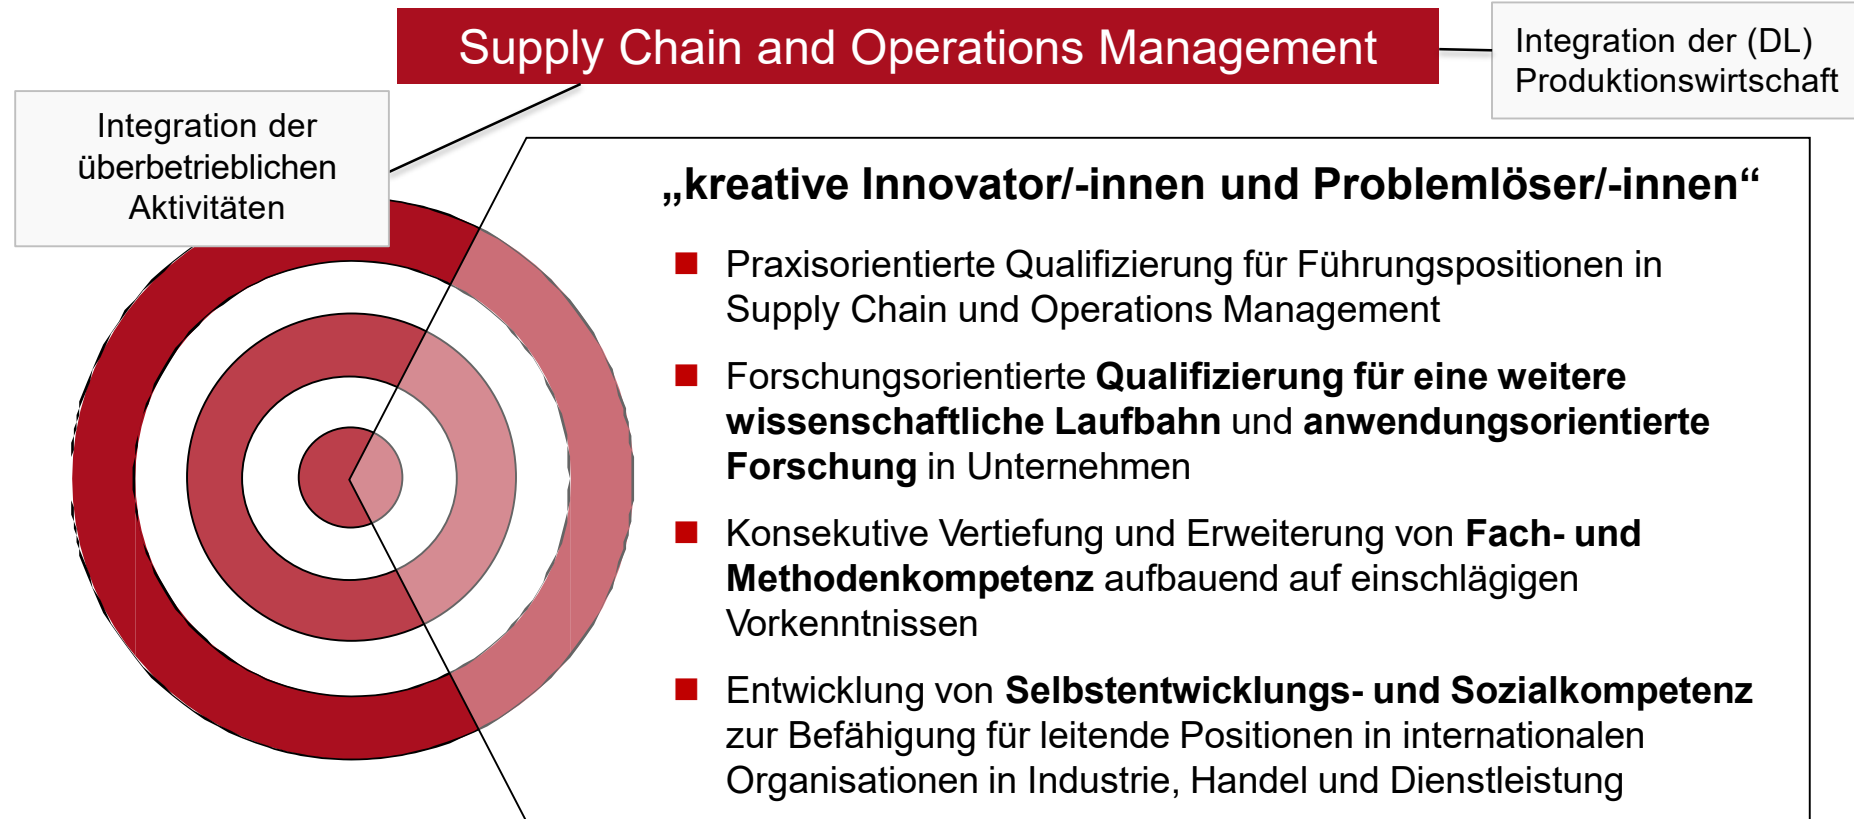 Supply Chain and Operations Management
Integration der (DL)
Produktionswirtschaft
Integration der
überbetrieblichen
Aktivitäten
„kreative Innovator/-innen und Problemlöser/-innen“
Praxisorientierte Qualifizierung für Führungspositionen in
Supply Chain und Operations Management
Forschungsorientierte Qualifizierung für eine weitere
wissenschaftliche Laufbahn und anwendungsorientierte
Forschung in Unternehmen
Konsekutive Vertiefung und Erweiterung von Fach- und
Methodenkompetenz aufbauend auf einschlägigen
Vorkenntnissen
Entwicklung von Selbstentwicklungs- und Sozialkompetenz
zur Befähigung für leitende Positionen in internationalen
Organisationen in Industrie, Handel und Dienstleistung